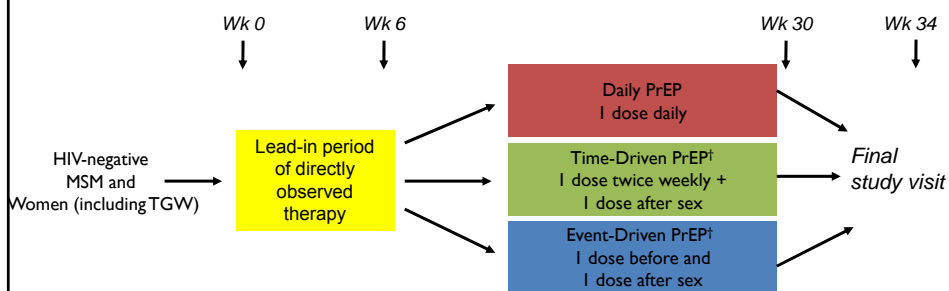 Wk 0
Wk 6
Wk 30
Wk 34
HIV-negative
MSM and
Women (including TGW)
Lead-in period
of directly
observed
therapy
Daily PrEP
1 dose daily
Time-Driven PrEP†
1 dose twice weekly +
1 dose after sex
Event-Driven PrEP†
1 dose before and
1 dose after sex
Final
study visit